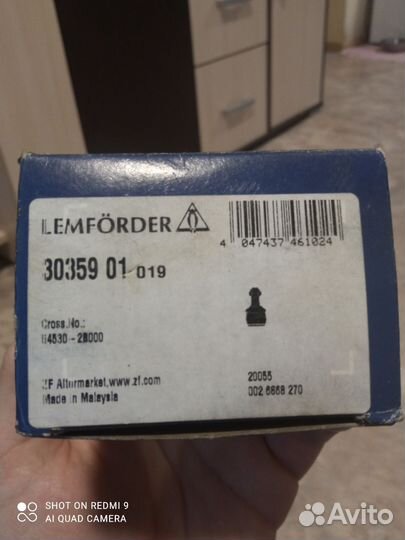 LEMFÖRDER
4 047437 461024
30359 01 019
Cross.No.:
54530 - 2B000
ZF Aftermarket,www.zf.com
Made in Malaysia
20055
002 6668 270
SHOT ON REDMI 9
AI QUAD CAMERA
Avito